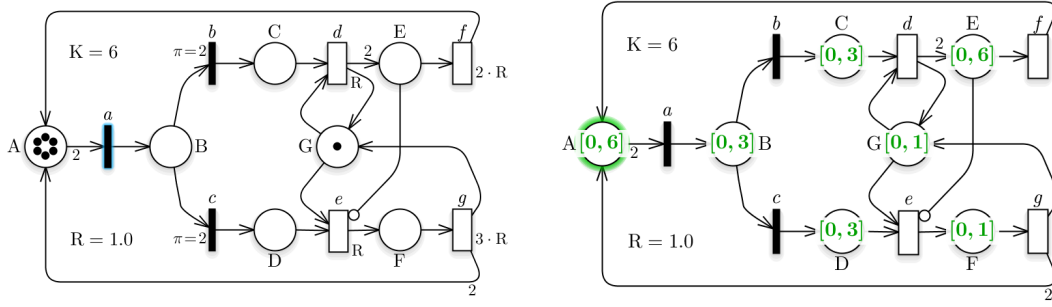 b C d E f
K = 6 π=2 2
R 2 · R
a
A 2 B G
c e g
R = 1.0 π=2 R 3 · R
D F
2
b C d E f
K = 6 [0, 3] 2 [0, 6]
a G
A [0, 6] 2 [0, 3] B [0, 1]
c e g
R = 1.0 [0, 3] [0, 1]
D F
2